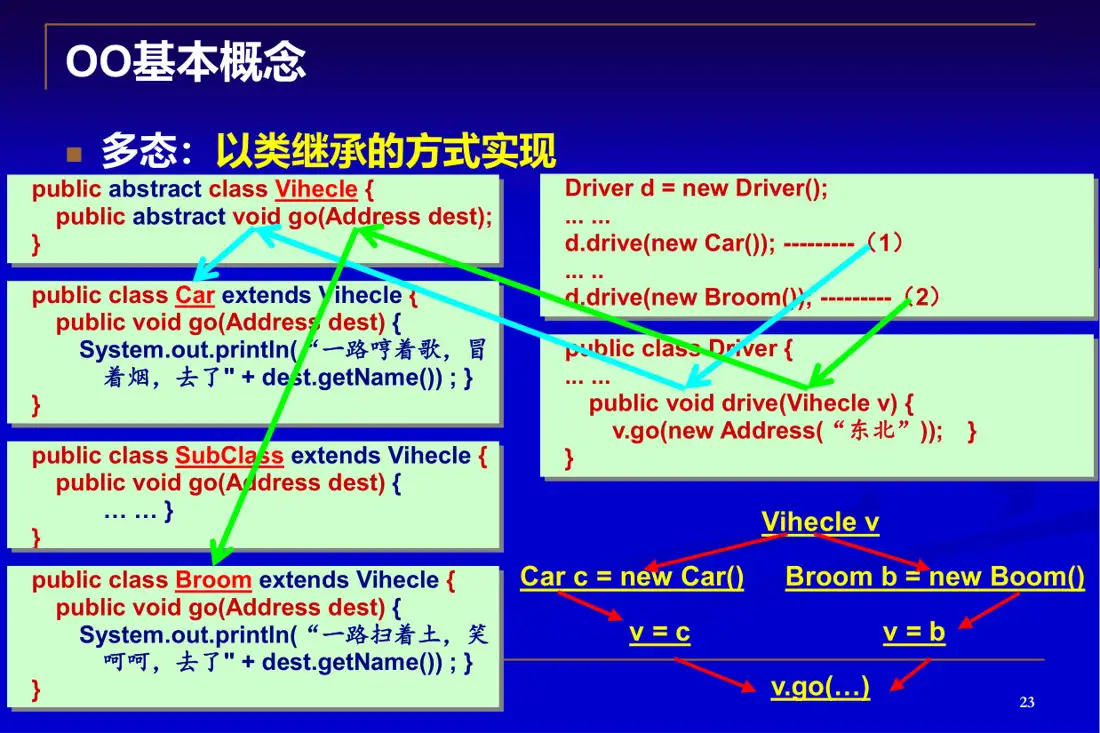 OO基本概念
多态：以类继承的方式实现
public abstract class Vihecle {
public abstract void go(Address dest);
}
public class Car extends Vihecle {
public void go(Address dest) {
System.out.println(“一路哼着歌，冒
着烟，去了" + dest.getName()) ; }
}
public class SubClass extends Vihecle {
public void go(Address dest) {
… … }
}
public class Broom extends Vihecle {
public void go(Address dest) {
System.out.println(“一路扫着土，笑
呵呵，去了" + dest.getName()) ; }
}
Driver d = new Driver();
... ...
d.drive(new Car()); ---------（1）
... ..
d.drive(new Broom()); ---------（2）
public class Driver {
... ...
public void drive(Vihecle v) {
v.go(new Address(“东北”)); }
}
Vihecle v
Car c = new Car() Broom b = new Boom()
v = c v = b
v.go(…)
23